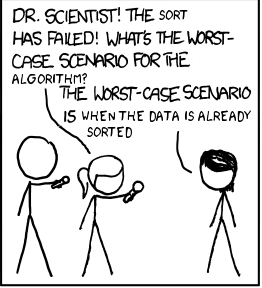 DR. SCIENTIST! THE SORT
HAS FAILED! WHAT'S THE WORST-
CASE SCENARIO FOR THE
ALGORITHM?
THE WORST-CASE SCENARIO
IS WHEN THE DATA IS ALREADY
SORTED